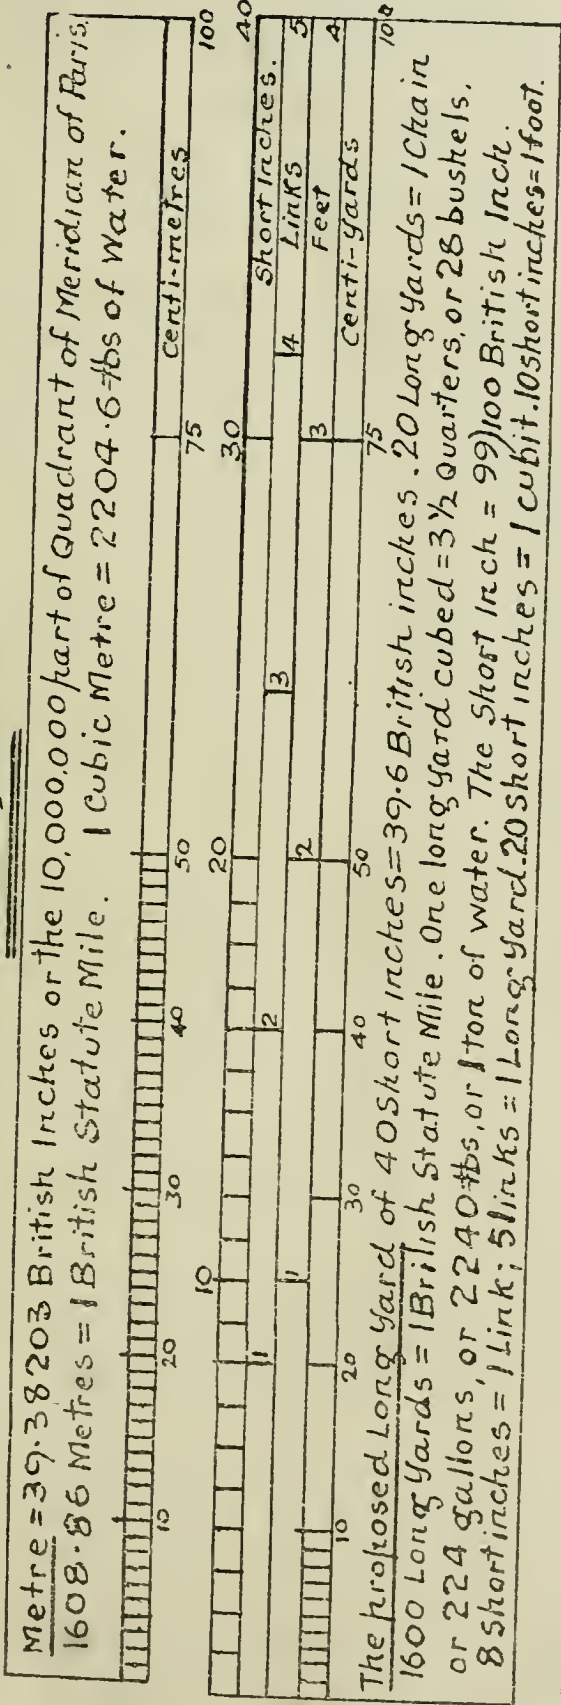 Metre = 39.38203 British Inches or the 10,000.000 part of Quadrant of Meridian of Paris.
1608.86 Metres = 1 British Statute Mile. 1 Cubic Metre = 2204.6 lbs of Water.
Centi-metres
10 20 30 40 50 75 100
10 20 30 40
Short Inches.
1 2 3 4 5
Links
1 2 3 4
Feet
Centi-Yards
10 20 30 40 50 75 100
The proposed Long Yard of 40 Short inches = 39.6 British inches. 20 Long Yards = 1 Chain
1600 Long Yards = 1 British Statute Mile. One long Yard cubed = 3 1/2 Quarters, or 28 bushels.
or 224 gallons, or 2240 lbs, or 1 ton of water. The Short Inch = 99)100 British Inch.
8 Short inches = 1 Link; 5 links = 1 Long Yard. 20 Short inches = 1 cubit. 10 short inches = 1 foot.